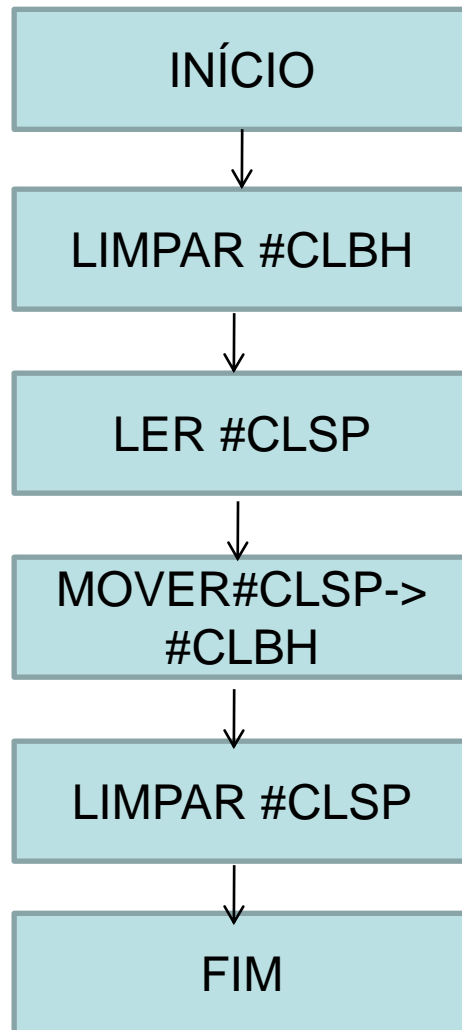 INÍCIO
LIMPAR #CLBH
LER #CLSP
MOVER#CLSP->
#CLBH
LIMPAR #CLSP
FIM